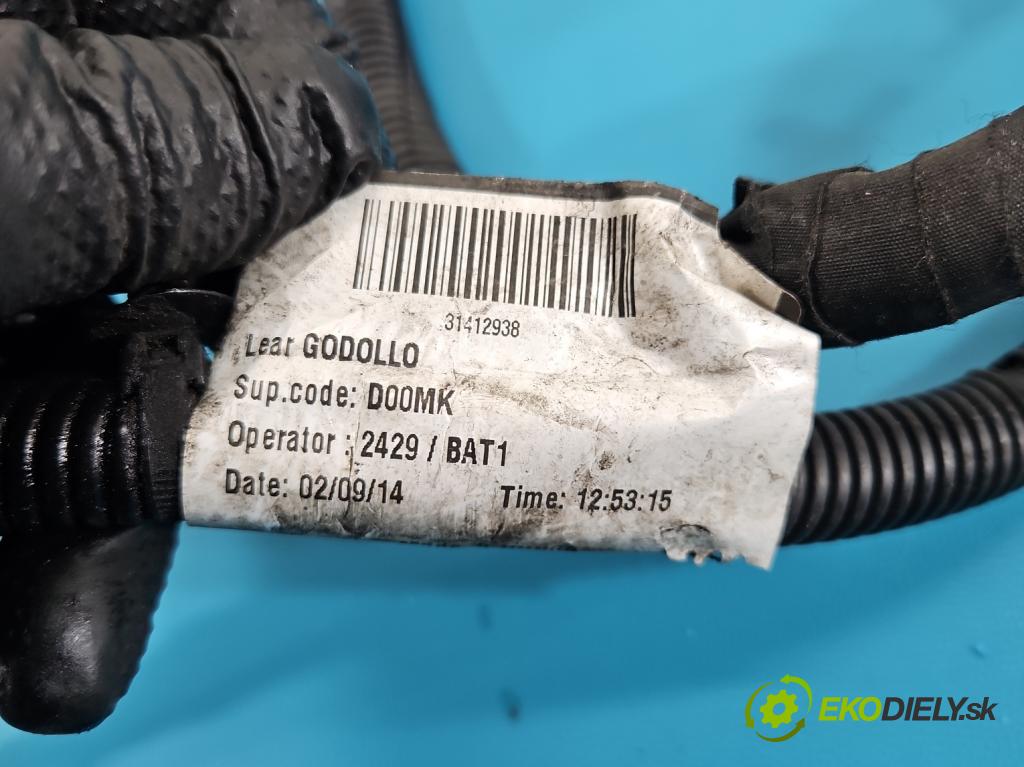 31412938
Lear GODOLLO
Sup.code: D00MK
Operator : 2429 / BAT1
Date: 02/09/14 Time: 12:53:15
EKODIELY.sk